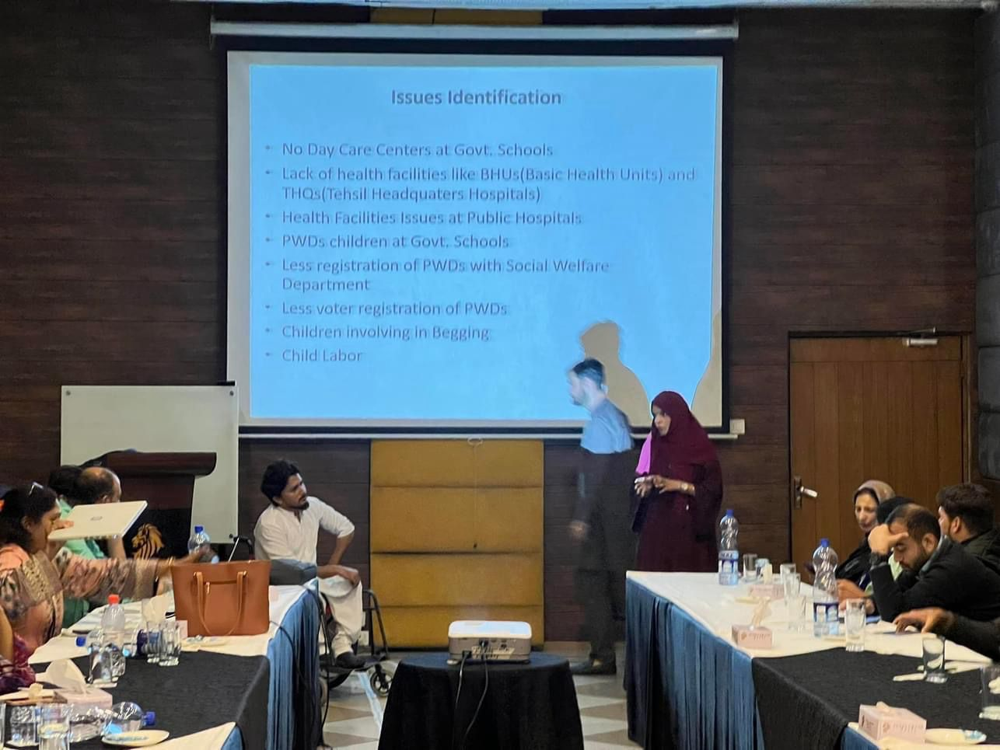 Issues Identification
• No Day Care Centers at Govt. Schools
• Lack of health facilities like BHUs(Basic Health Units) and
THQs(Tehsil Headquaters Hospitals)
• Health Facilities Issues at Public Hospitals
• PWDs children at Govt. Schools
• Less registration of PWDs with Social Welfare
Department
• Less voter registration of PWDs
• Children involving in Begging
• Child Labor